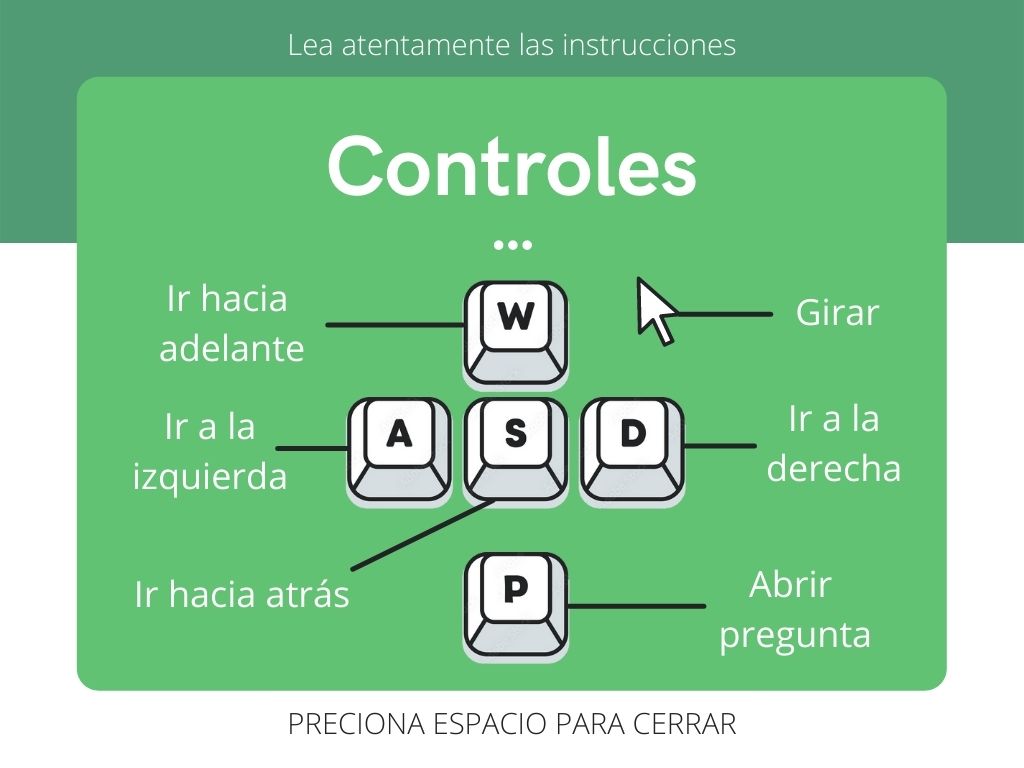 Lea atentamente las instrucciones
Controles
...
Ir hacia
adelante
W
Girar
Ir a la
izquierda
A
S
D
Ir a la
derecha
Ir hacia atrás
P
Abrir
pregunta
PRECIONA ESPACIO PARA CERRAR